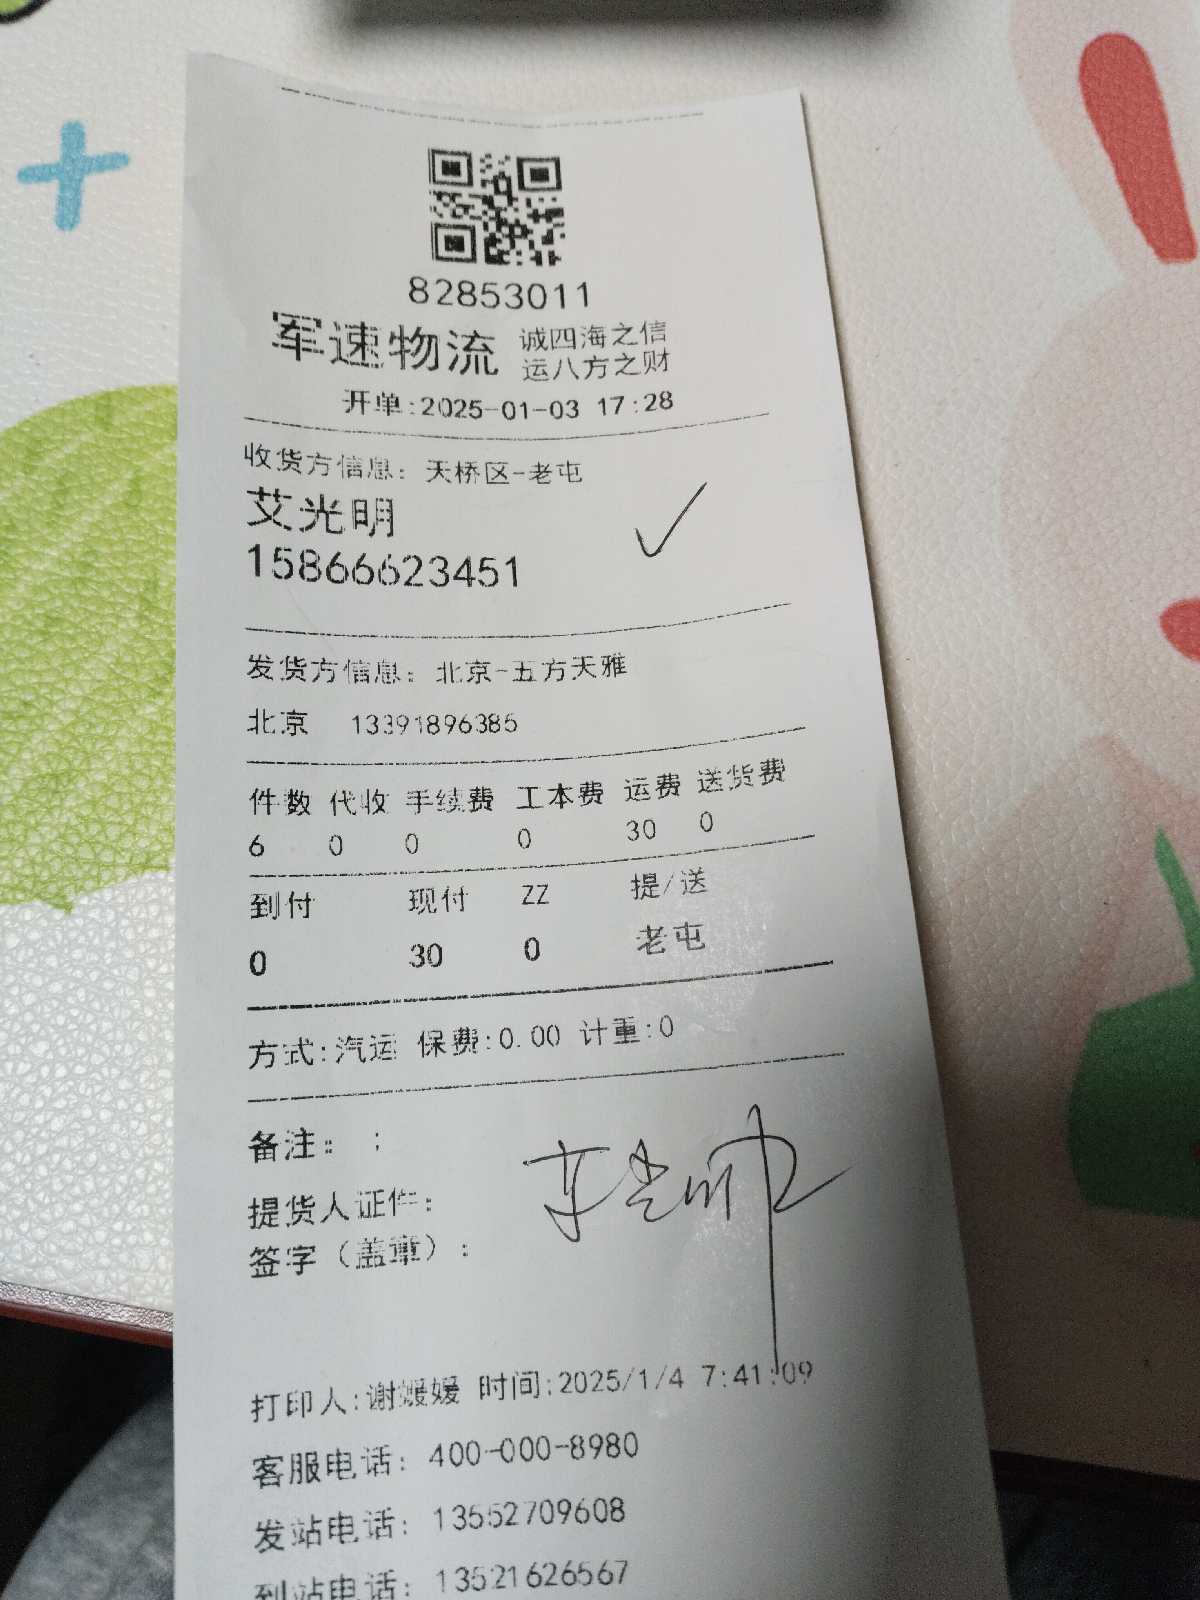 82853011
军速物流 诚四海之信
运八方之财
开单:2025-01-03 17:28
收货方信息: 天桥区-老屯
艾光明
15866623451
发货方信息: 北京-五方天雅
北京 13391896385
件数 代收 手续费 工本费 运费 送货费
6 0 0 0 30 0
到付 现付 ZZ 提/送
0 30 0 老屯
方式:汽运 保费:0.00 计重:0
备注: ;
提货人证件:
签字(盖章):
打印人:谢媛媛 时间:2025/1/4 7:41:09
客服电话: 400-000-8980
发站电话: 13552709608
到站电话: 13521626567